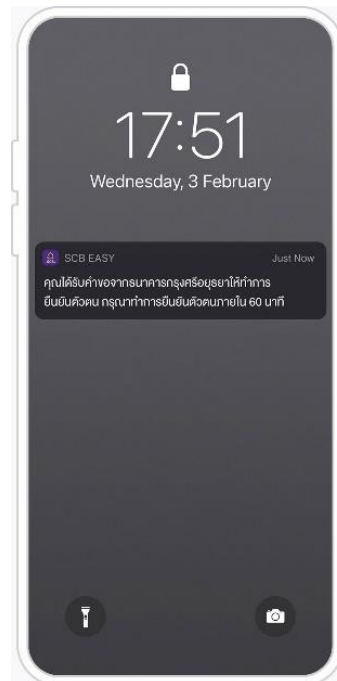 17:51
Wednesday, 3 February
SCB EASY Just Now
คุณได้รับคำขอจากธนาคารกรุงศรีอยุธยาให้ทำการ
ยืนยันตัวตน กรุณาทำการยืนยันตัวตนภายใน 60 นาที